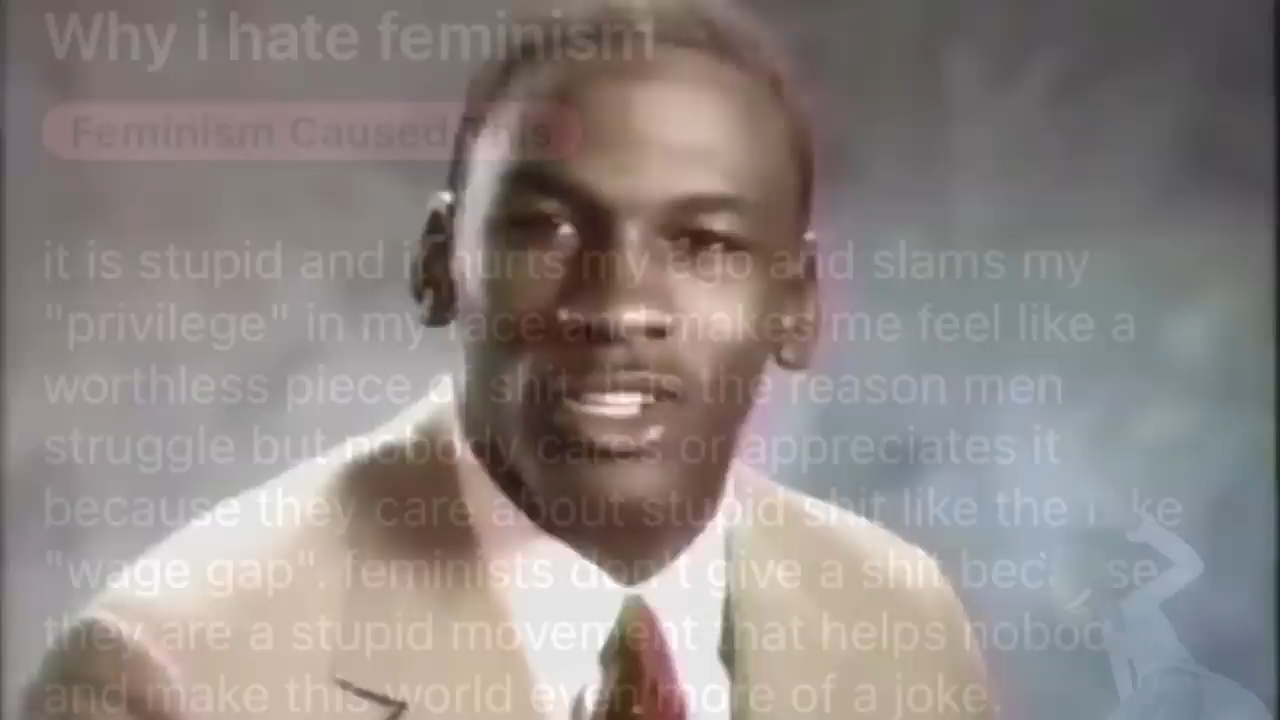 Why i hate feminism
Feminism Caused This
it is stupid and it hurts my ego and slams my
"privilege" in my face and makes me feel like a
worthless piece of shit the reason men
struggle but nobody cares or appreciates it
because they care about stupid shit like the
"wage gap". feminists don't give a shit because
they are a stupid movement that helps nobody
and make this world even more of a joke.